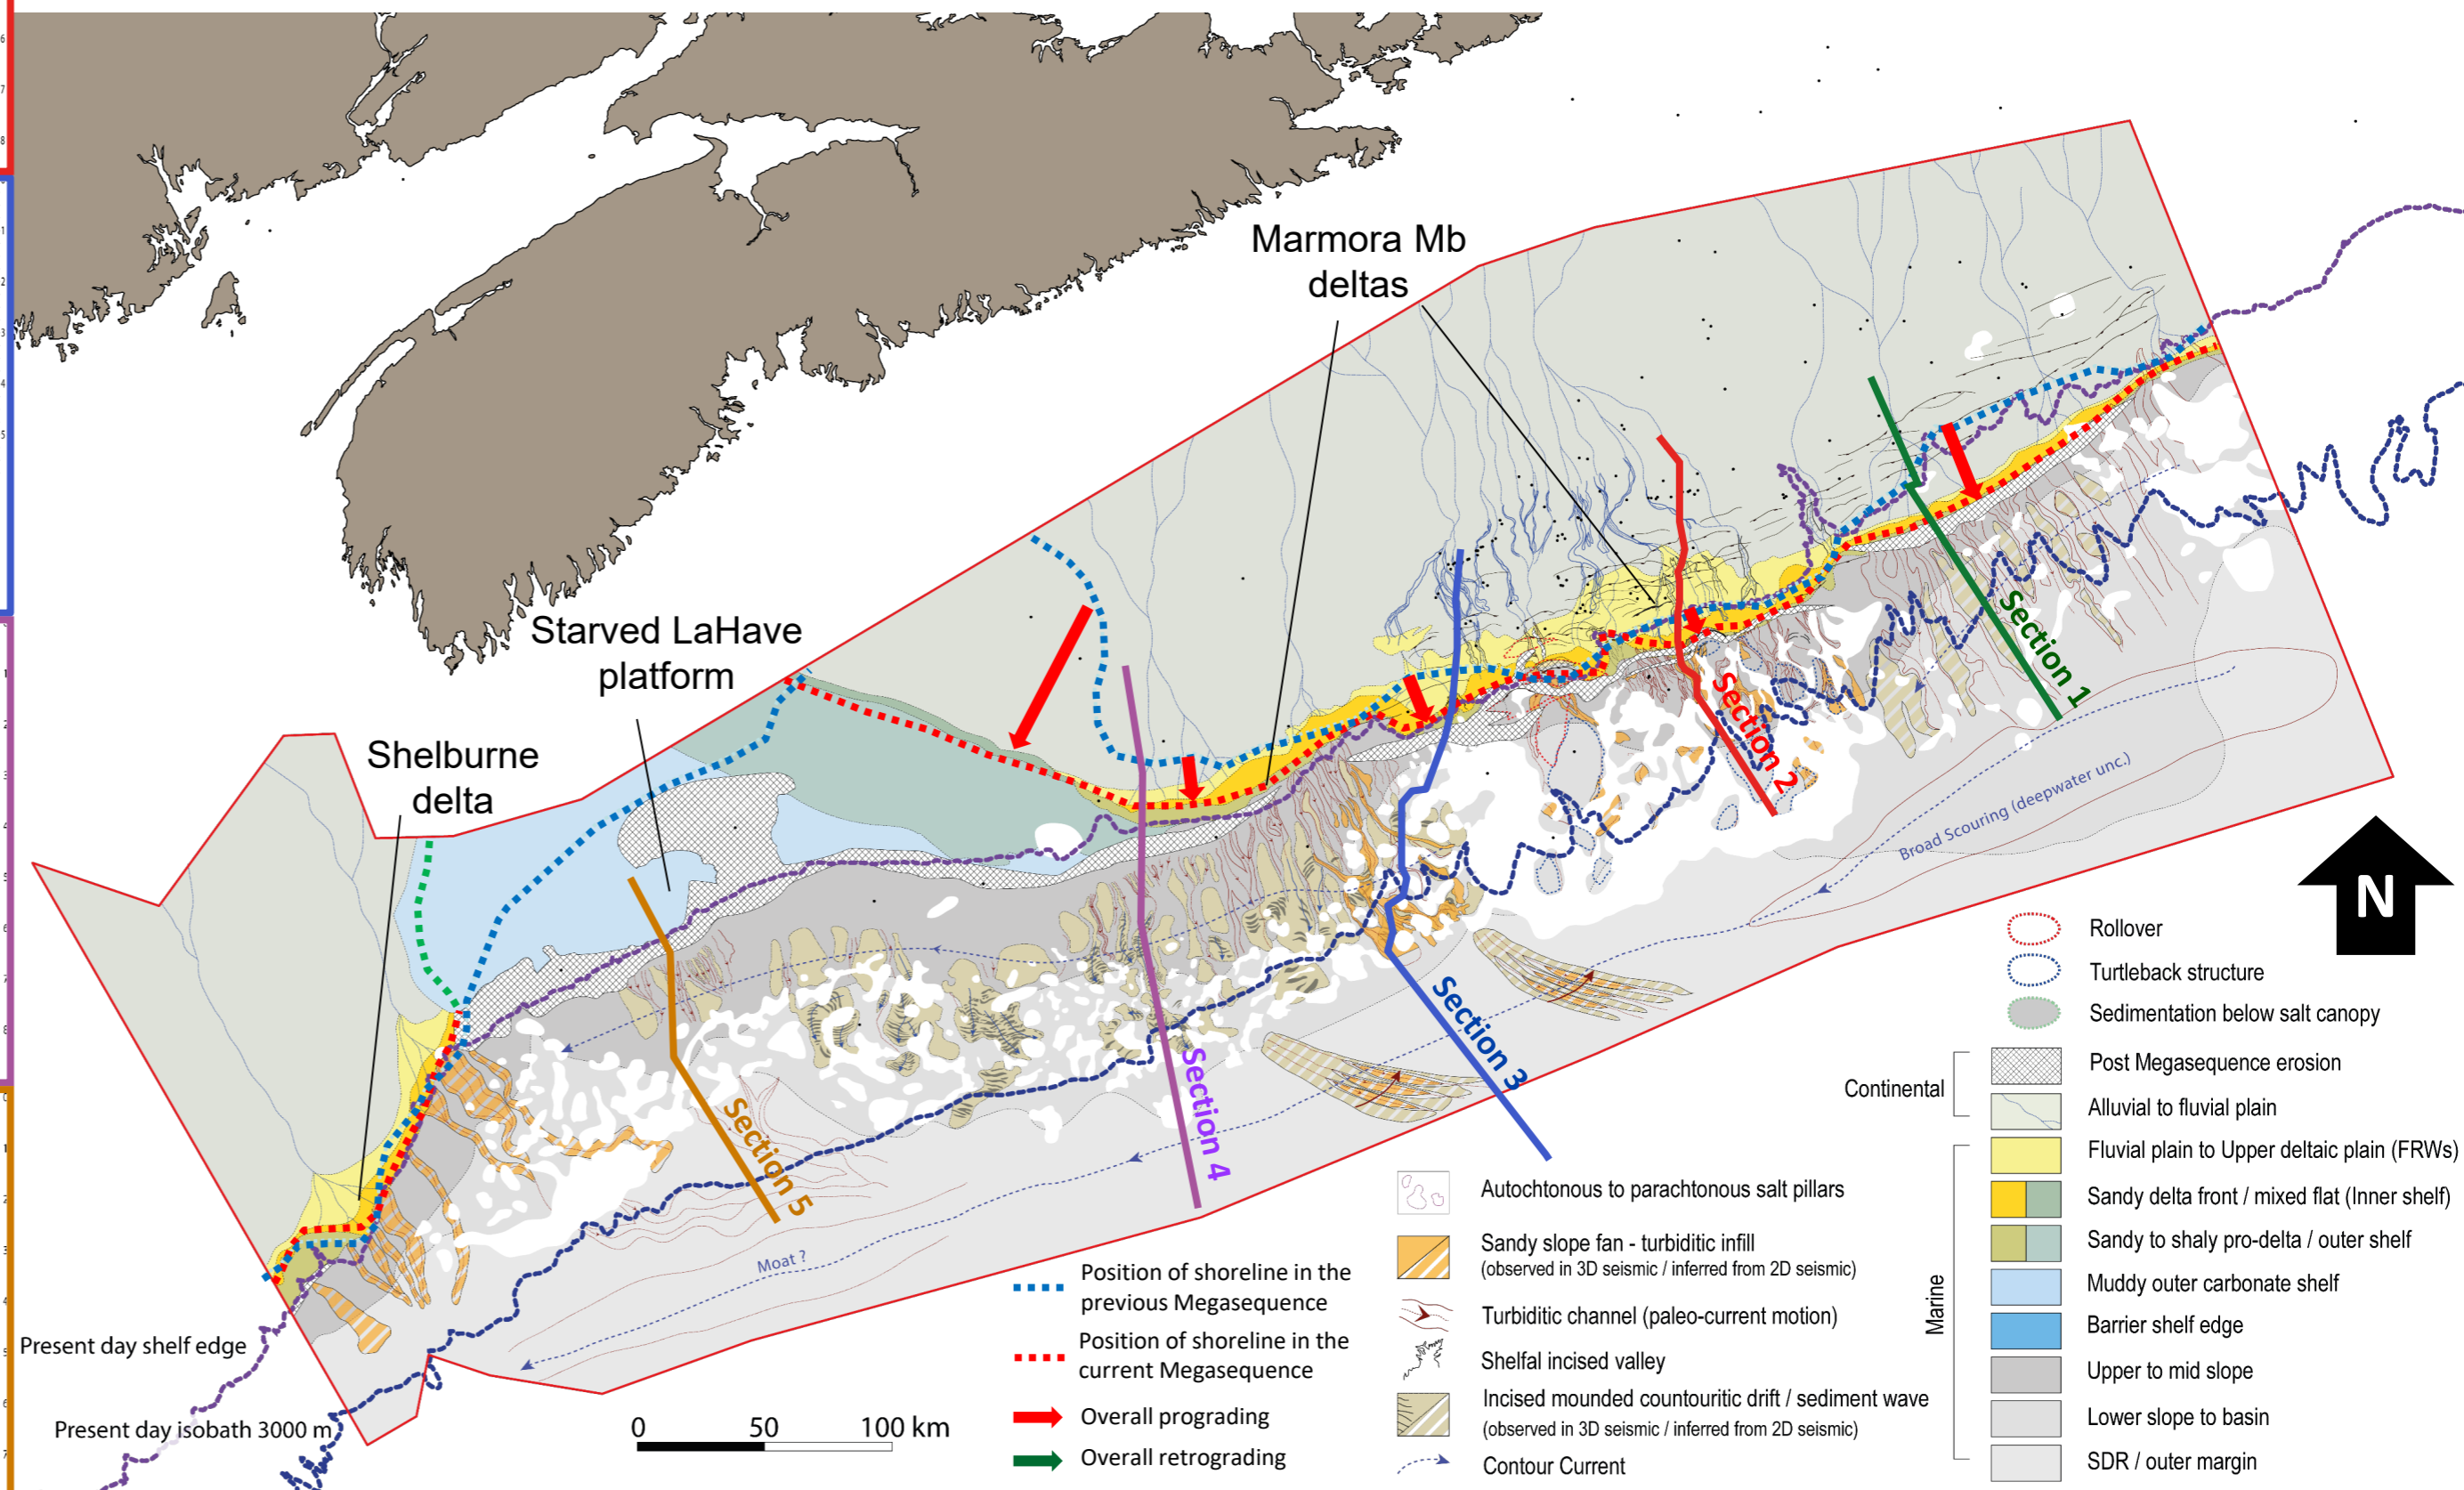 Marmora Mb
deltas
Starved LaHave
platform
Shelburne
delta
Section 1
Section 2
Section 3
Section 4
Section 5
Broad Scouring (deepwater unc.)
Moat ?
N
Present day shelf edge
Present day isobath 3000 m
0 50 100 km
Position of shoreline in the
previous Megasequence
Position of shoreline in the
current Megasequence
Overall prograding
Overall retrograding
Autochtonous to parachtonous salt pillars
Sandy slope fan - turbiditic infill
(observed in 3D seismic / inferred from 2D seismic)
Turbiditic channel (paleo-current motion)
Shelfal incised valley
Incised mounded countouritic drift / sediment wave
(observed in 3D seismic / inferred from 2D seismic)
Contour Current
Rollover
Turtleback structure
Sedimentation below salt canopy
Continental
Post Megasequence erosion
Alluvial to fluvial plain
Marine
Fluvial plain to Upper deltaic plain (FRWs)
Sandy delta front / mixed flat (Inner shelf)
Sandy to shaly pro-delta / outer shelf
Muddy outer carbonate shelf
Barrier shelf edge
Upper to mid slope
Lower slope to basin
SDR / outer margin